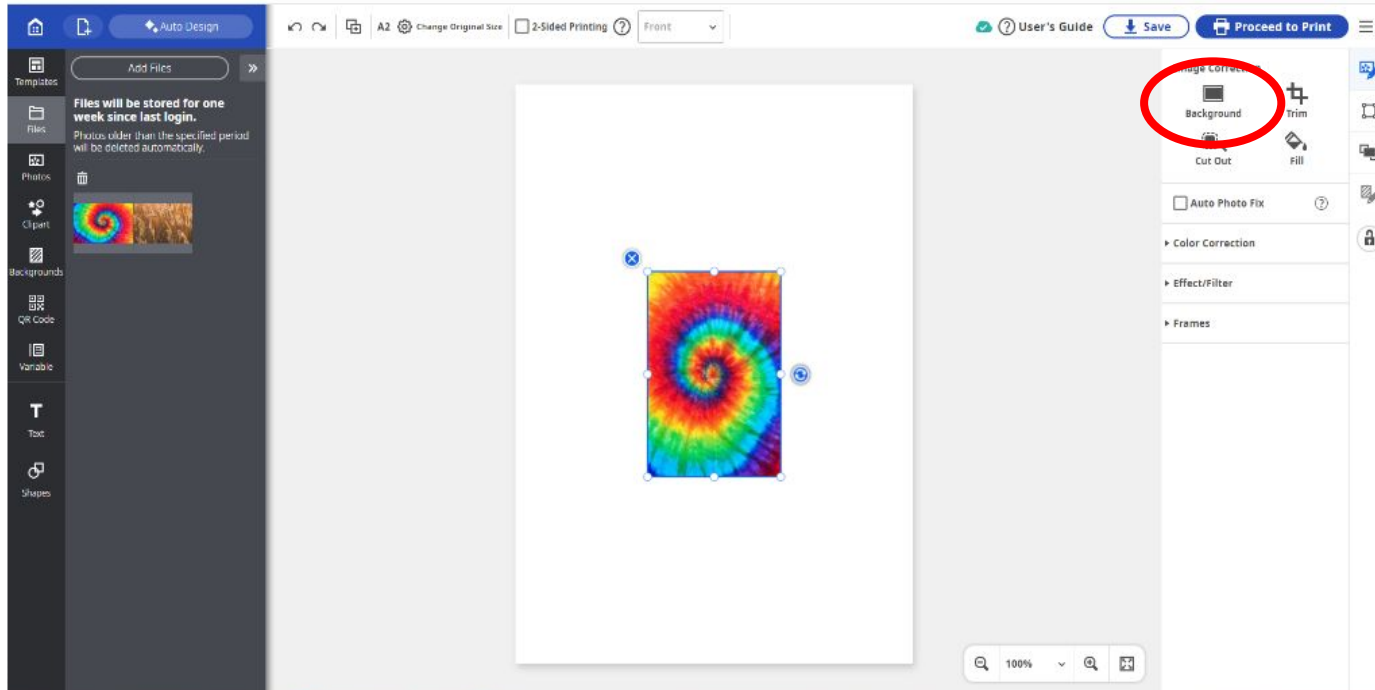 Auto Design
A2 Change Original Size 2-Sided Printing ? Front
? User's Guide Save Proceed to Print
Templates
Files
Photos
Clipart
Backgrounds
QR Code
Variable
T
Text
Shapes
Add Files »
Files will be stored for one
week since last login.
Photos older than the specified period
will be deleted automatically.
100%
Image Correction
Background Trim
Cut Out Fill
Auto Photo Fix ?
Color Correction
Effect/Filter
Frames